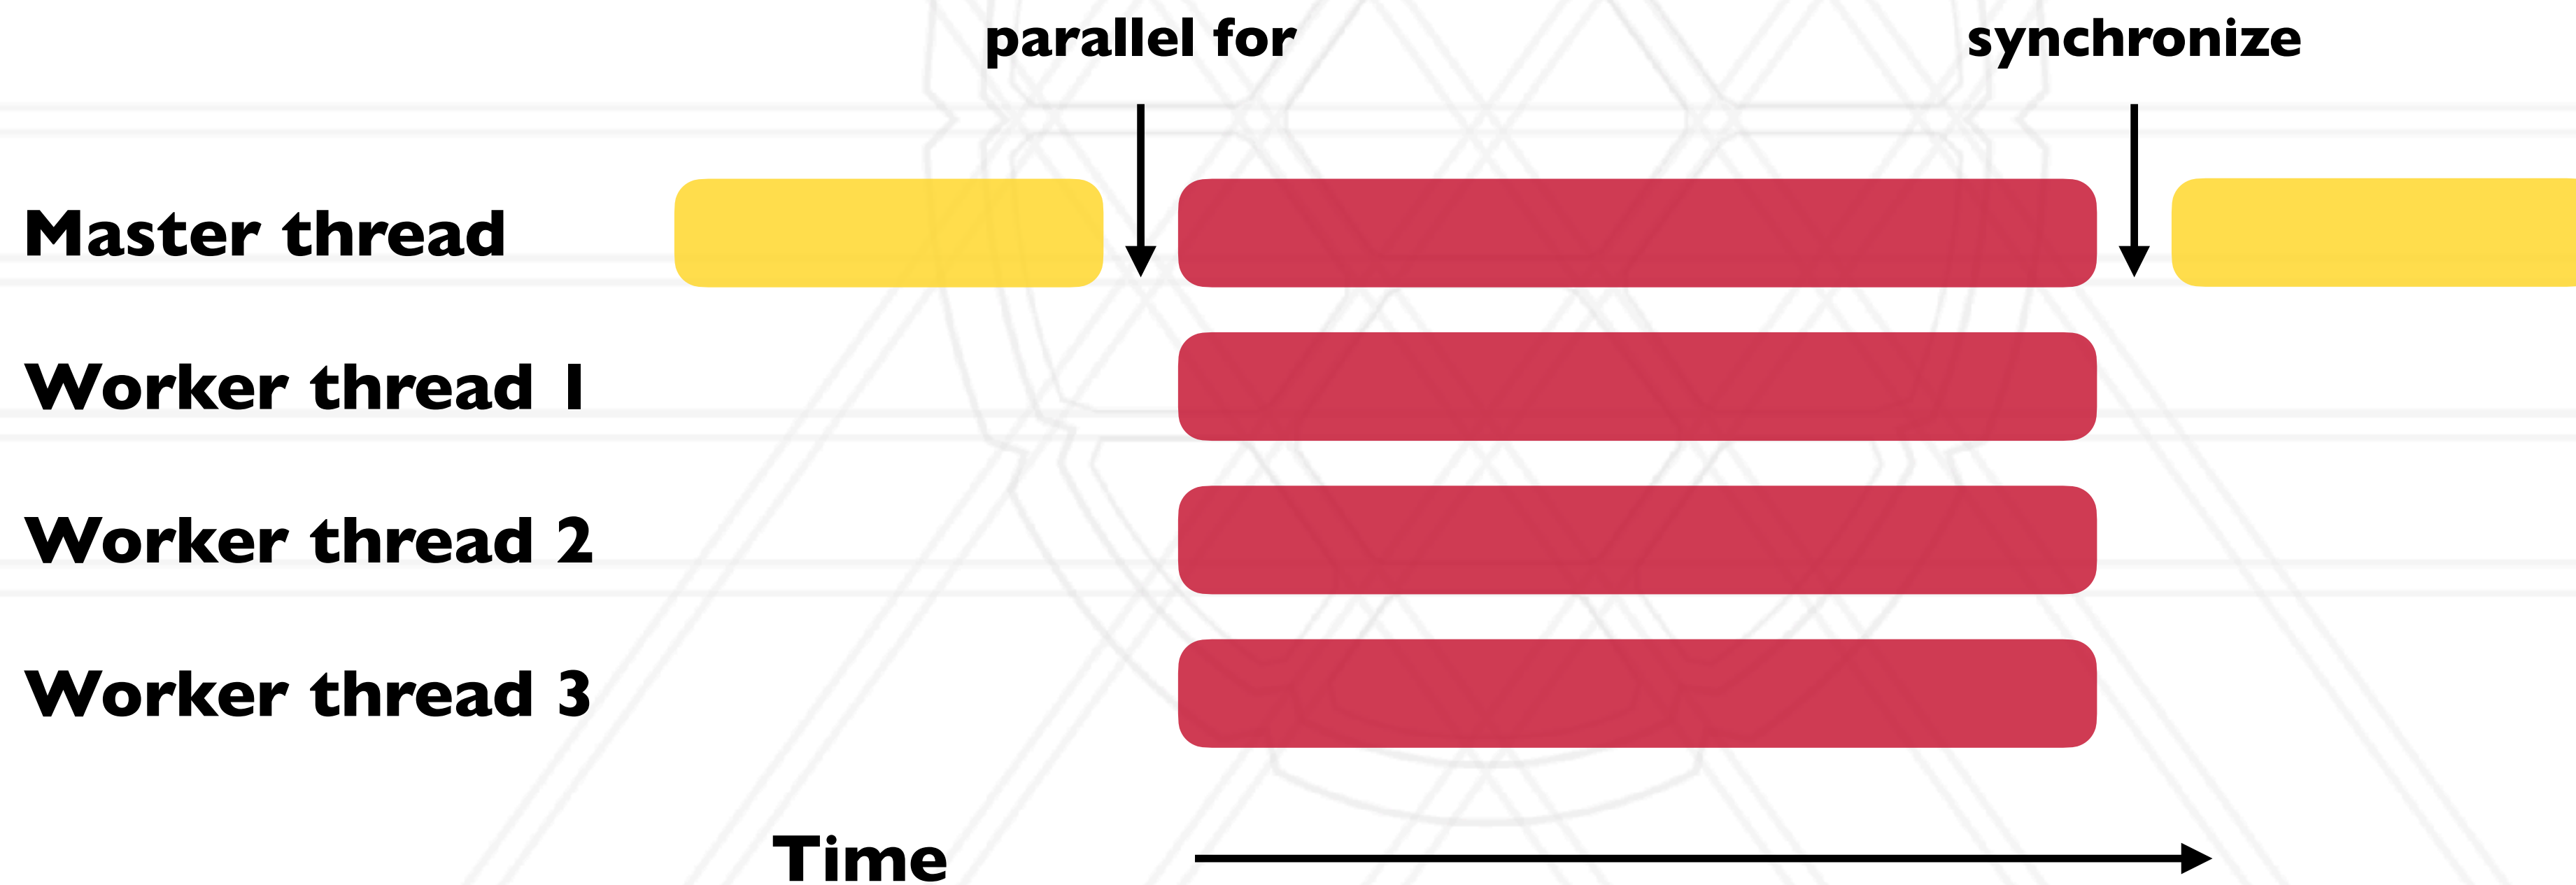 parallel for
synchronize
Master thread
Worker thread 1
Worker thread 2
Worker thread 3
Time